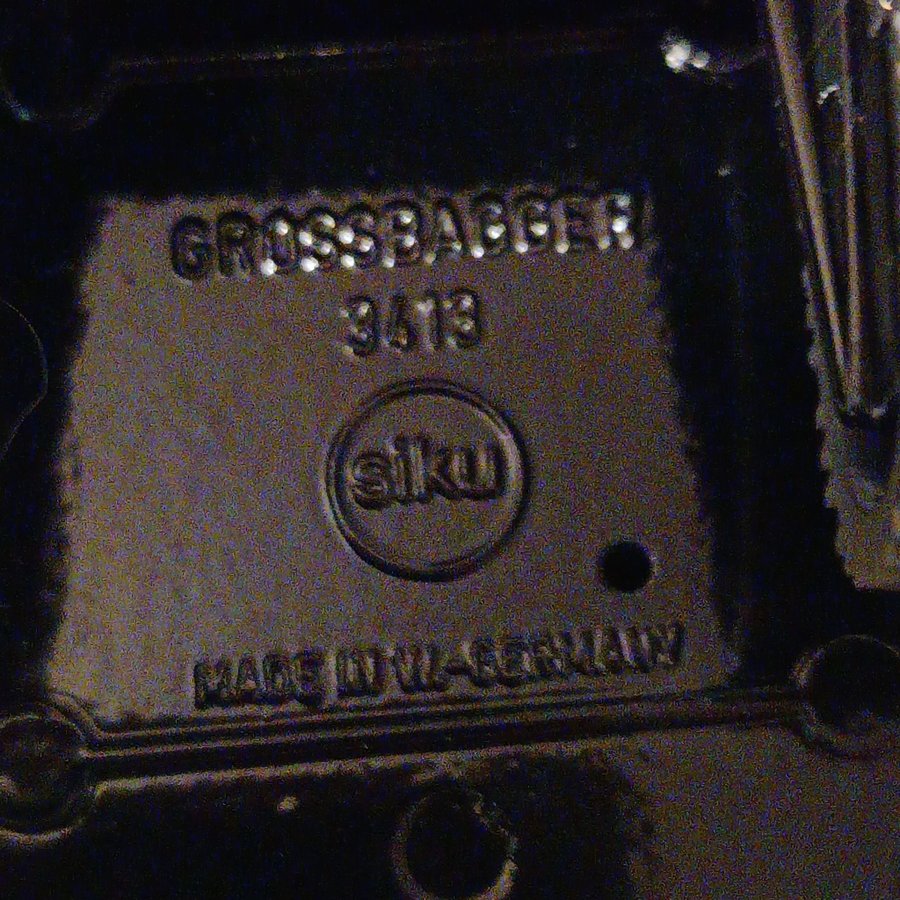 GROSSBAGGER
3413
siku
MADE IN W.-GERMANY